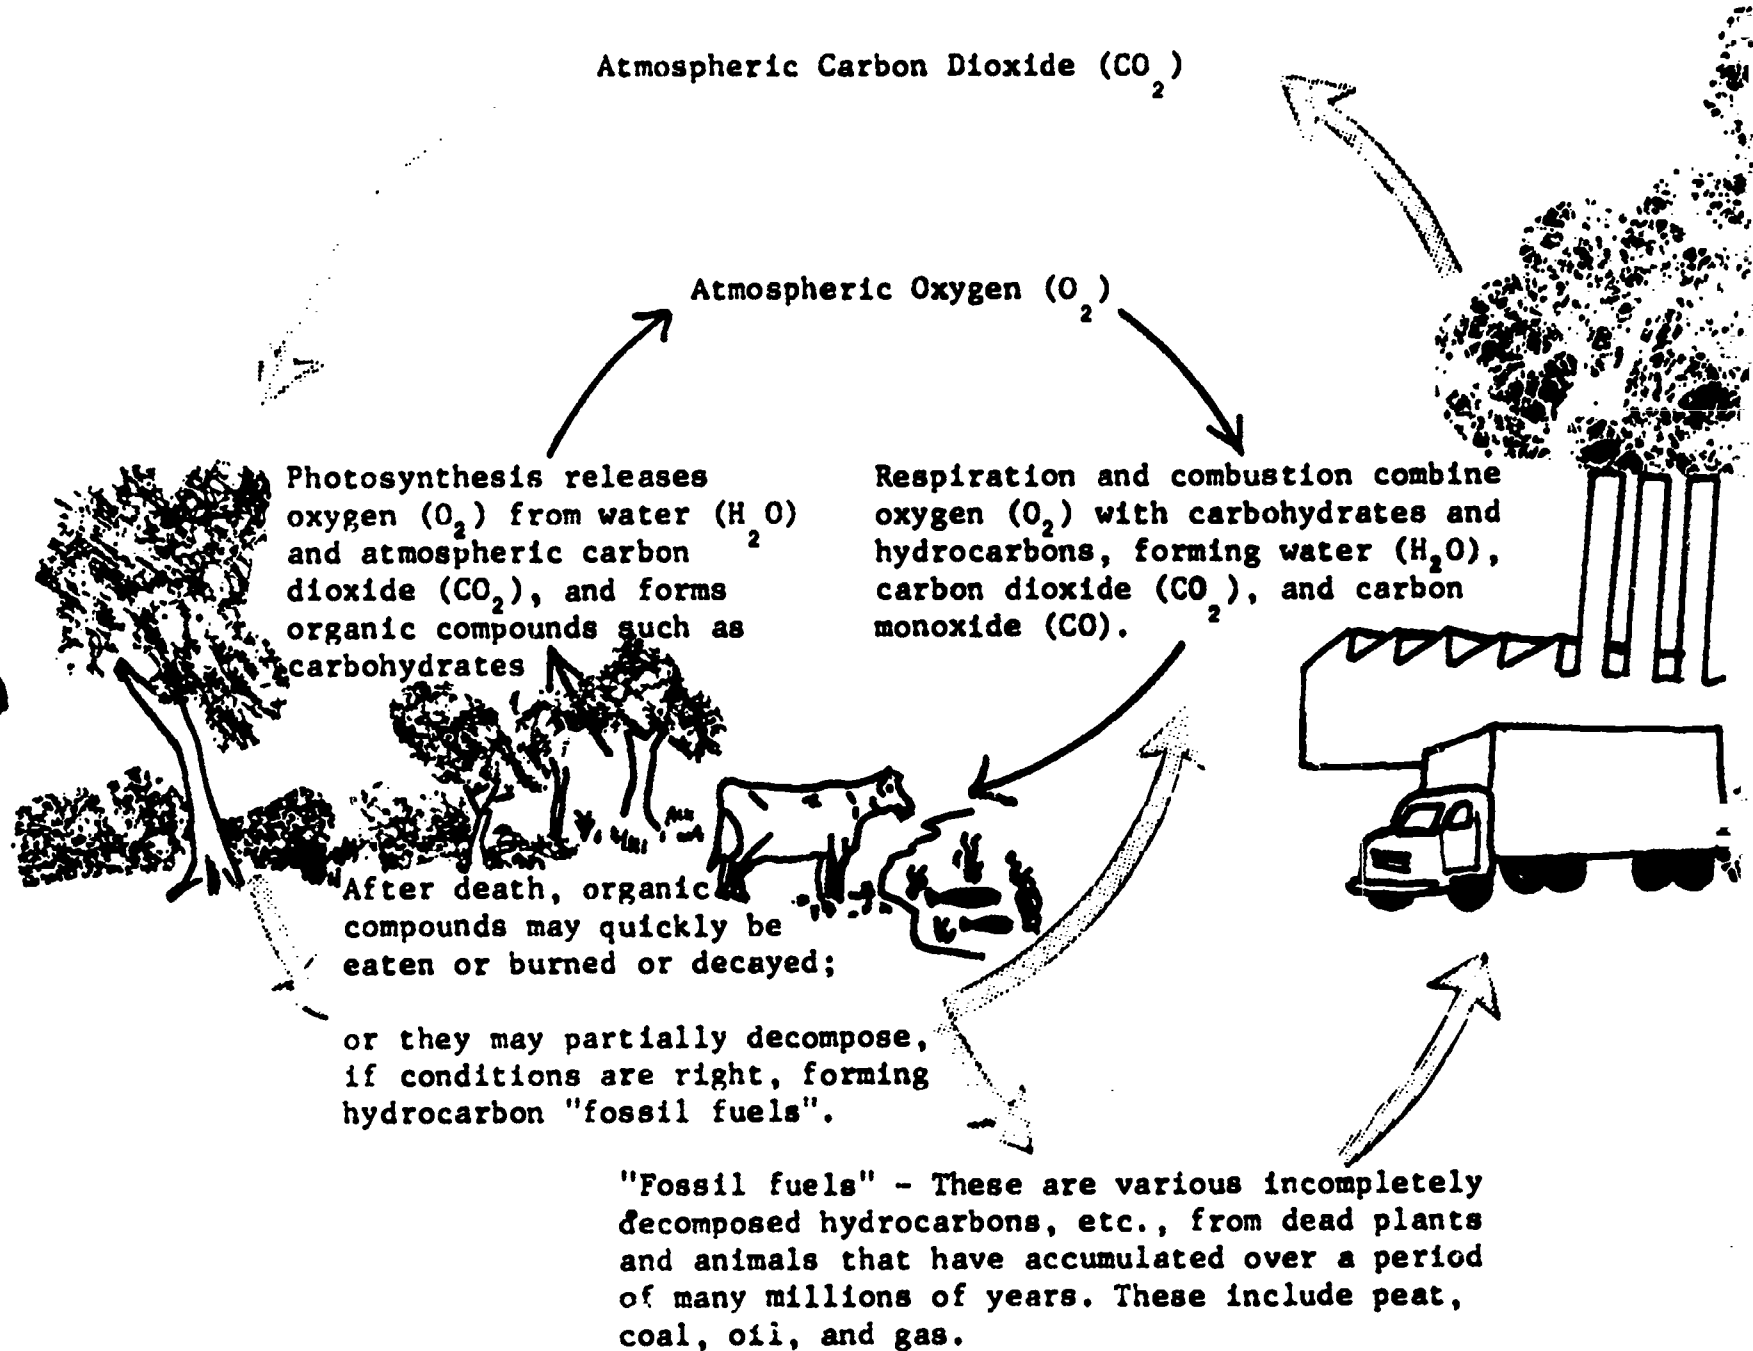 Atmospheric Carbon Dioxide (CO2)
Atmospheric Oxygen (O2)
Photosynthesis releases
oxygen (O2) from water (H2O)
and atmospheric carbon
dioxide (CO2), and forms
organic compounds such as
carbohydrates
Respiration and combustion combine
oxygen (O2) with carbohydrates and
hydrocarbons, forming water (H2O),
carbon dioxide (CO2), and carbon
monoxide (CO).
After death, organic
compounds may quickly be
eaten or burned or decayed;
or they may partially decompose,
if conditions are right, forming
hydrocarbon "fossil fuels".
"Fossil fuels" - These are various incompletely
decomposed hydrocarbons, etc., from dead plants
and animals that have accumulated over a period
of many millions of years. These include peat,
coal, oil, and gas.